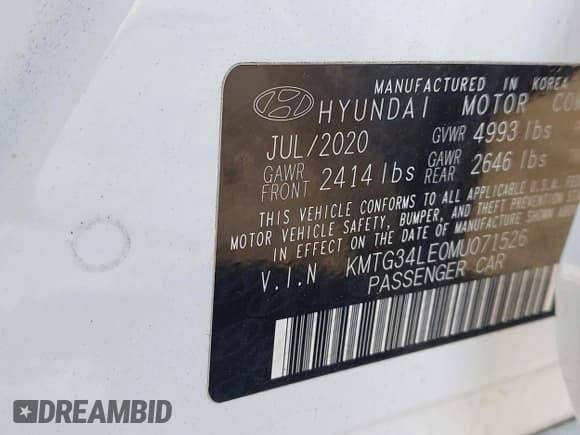 MANUFACTURED IN KOREA
HYUNDAI MOTOR
JUL/2020 GVWR 4993 lbs
GAWR FRONT 2414 lbs GAWR REAR 2646 lbs
THIS VEHICLE CONFORMS TO ALL APPLICABLE U.S.A.
MOTOR VEHICLE SAFETY, BUMPER, AND THEFT PREVENTION
IN EFFECT ON THE DATE OF MANUFACTURE SHOWN
V.I.N KMTG34LE0MU071526
PASSENGER CAR
DREAMBID